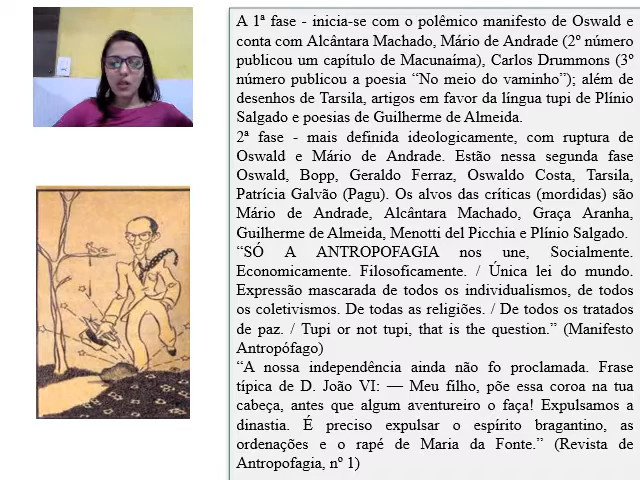 A 1ª fase - inicia-se com o polêmico manifesto de Oswald e
conta com Alcântara Machado, Mário de Andrade (2º número
publicou um capítulo de Macunaíma), Carlos Drummons (3º
número publicou a poesia “No meio do vaminho”); além de
desenhos de Tarsila, artigos em favor da língua tupi de Plínio
Salgado e poesias de Guilherme de Almeida.
2ª fase - mais definida ideologicamente, com ruptura de
Oswald e Mário de Andrade. Estão nessa segunda fase
Oswald, Bopp, Geraldo Ferraz, Oswaldo Costa, Tarsila,
Patrícia Galvão (Pagu). Os alvos das críticas (mordidas) são
Mário de Andrade, Alcântara Machado, Graça Aranha,
Guilherme de Almeida, Menotti del Picchia e Plínio Salgado.
“SÓ A ANTROPOFAGIA nos une, Socialmente.
Economicamente. Filosoficamente. / Única lei do mundo.
Expressão mascarada de todos os individualismos, de todos
os coletivismos. De todas as religiões. / De todos os tratados
de paz. / Tupi or not tupi, that is the question.” (Manifesto
Antropófago)
“A nossa independência ainda não fo proclamada. Frase
típica de D. João VI: — Meu filho, põe essa coroa na tua
cabeça, antes que algum aventureiro o faça! Expulsamos a
dinastia. É preciso expulsar o espírito bragantino, as
ordenações e o rapé de Maria da Fonte.” (Revista de
Antropofagia, nº 1)